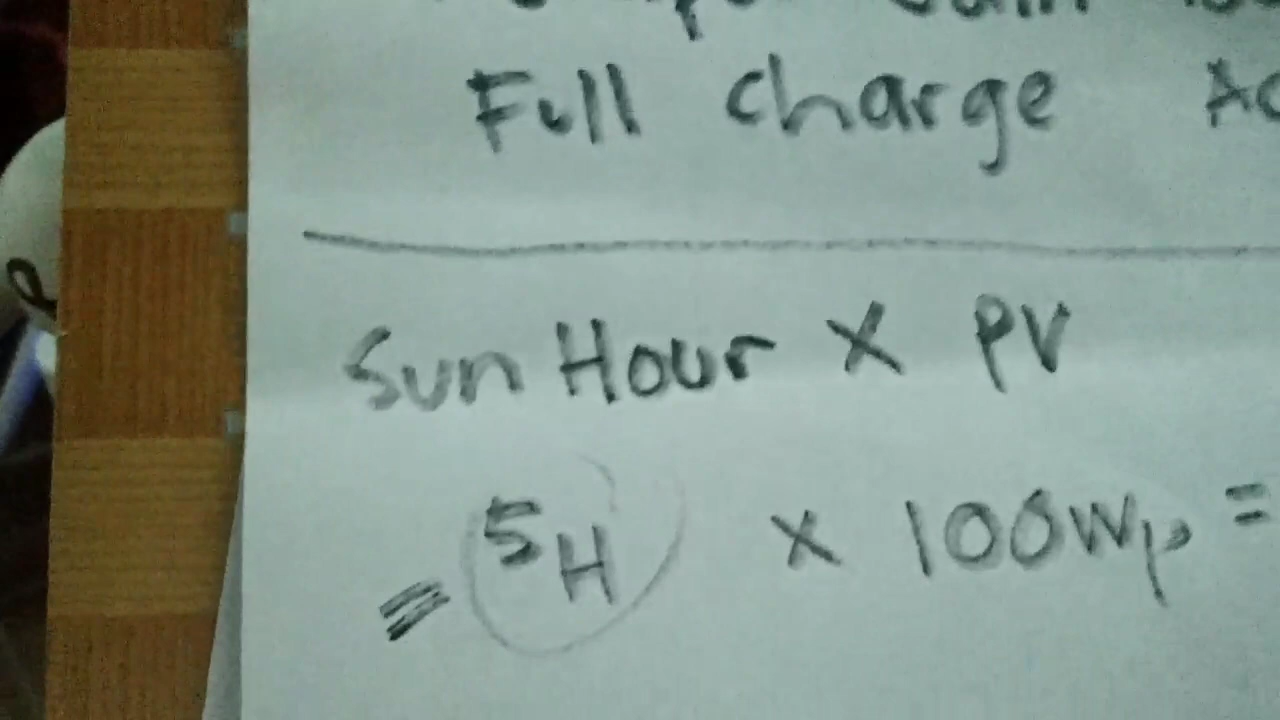 Full charge
Sun Hour X PV
= 5H x 100Wp =